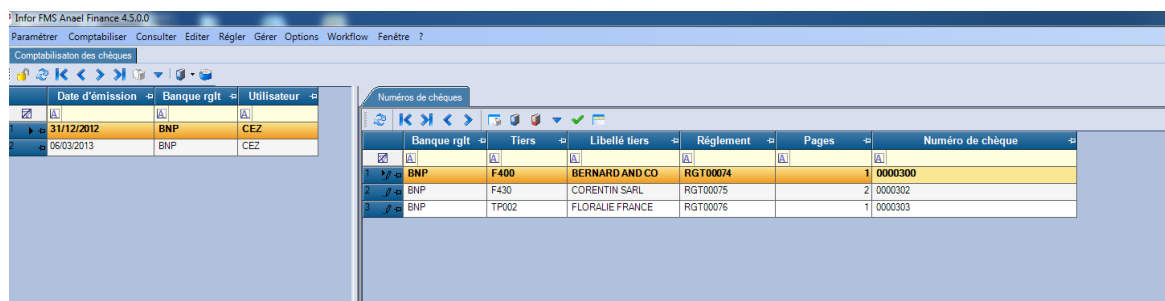 Infor FMS Anael Finance 4.5.0.0
Paramétrer Comptabiliser Consulter Editer Régler Gérer Options Workflow Fenêtre ?
Comptabilisaton des chèques
Date d'émission Banque rglt Utilisateur
A A A
1 31/12/2012 BNP CEZ
2 06/03/2013 BNP CEZ
Numéros de chèques
Banque rglt Tiers Libellé tiers Réglement Pages Numéro de chèque
A A A A A A
1 BNP F400 BERNARD AND CO RGT00074 1 0000300
2 BNP F430 CORENTIN SARL RGT00075 2 0000302
3 BNP TP002 FLORALIE FRANCE RGT00076 1 0000303